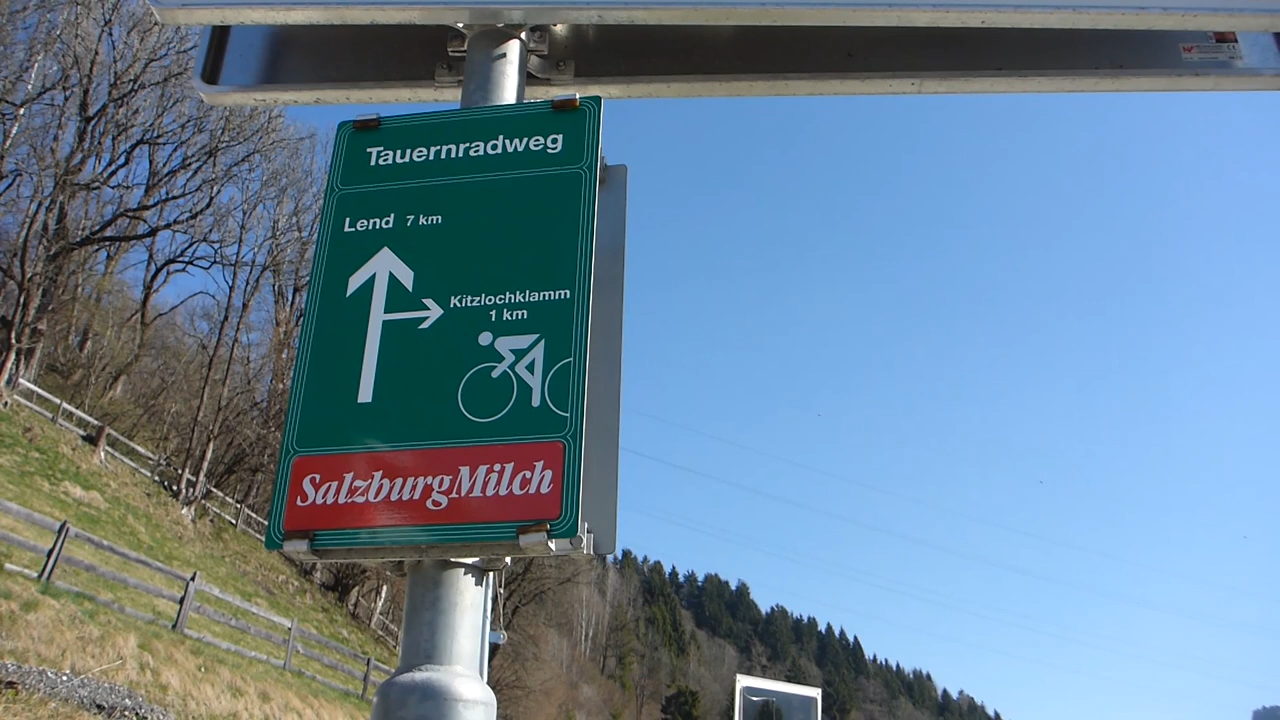 Tauernradweg
Lend 7 km
Kitzlochklamm
1 km
SalzburgMilch